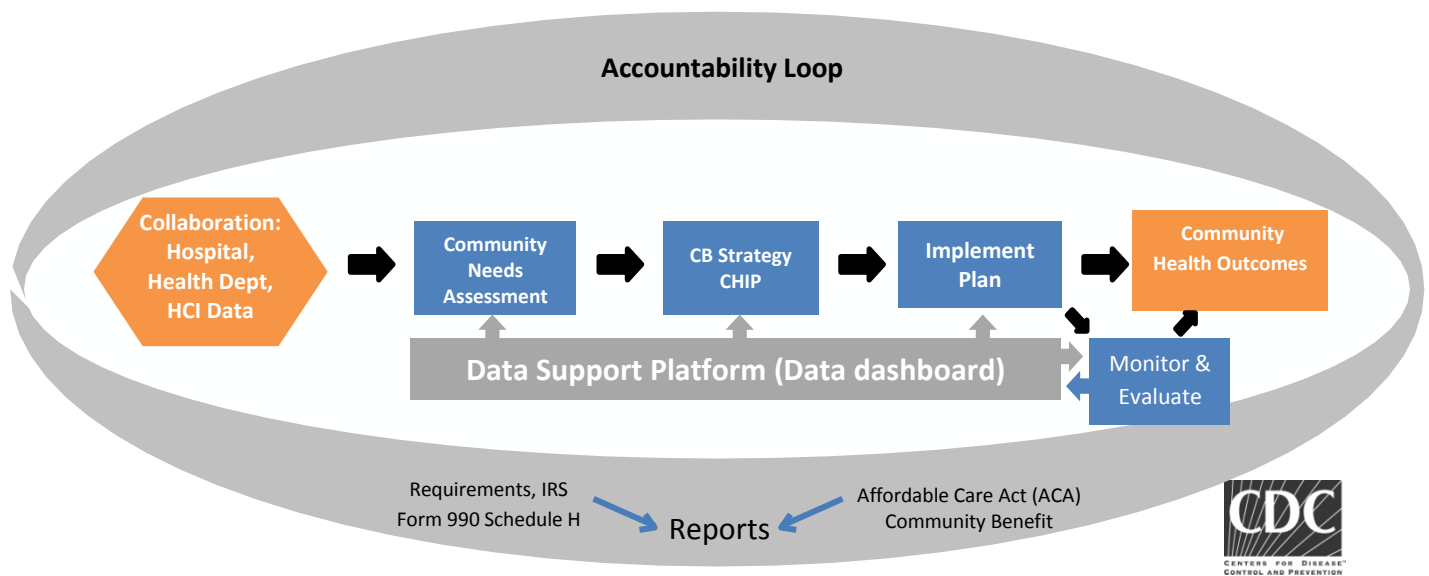 Accountability Loop
Collaboration:
Hospital,
Health Dept,
HCI Data
Community
Needs
Assessment
CB Strategy
CHIP
Implement
Plan
Community
Health Outcomes
Data Support Platform (Data dashboard)
Monitor &
Evaluate
Requirements, IRS
Form 990 Schedule H
Reports
Affordable Care Act (ACA)
Community Benefit
CDC
CENTERS FOR DISEASE™
CONTROL AND PREVENTION